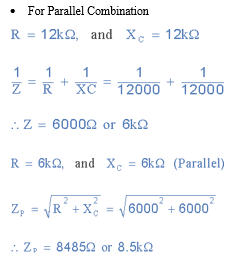 • For Parallel Combination
R = 12kΩ, and X_C = 12kΩ
1/Z = 1/R + 1/XC = 1/12000 + 1/12000
∴ Z = 6000Ω or 6kΩ
R = 6kΩ, and X_C = 6kΩ (Parallel)
Z_P = √(R² + X_C²) = √(6000² + 6000²)
∴ Z_P = 8485Ω or 8.5kΩ